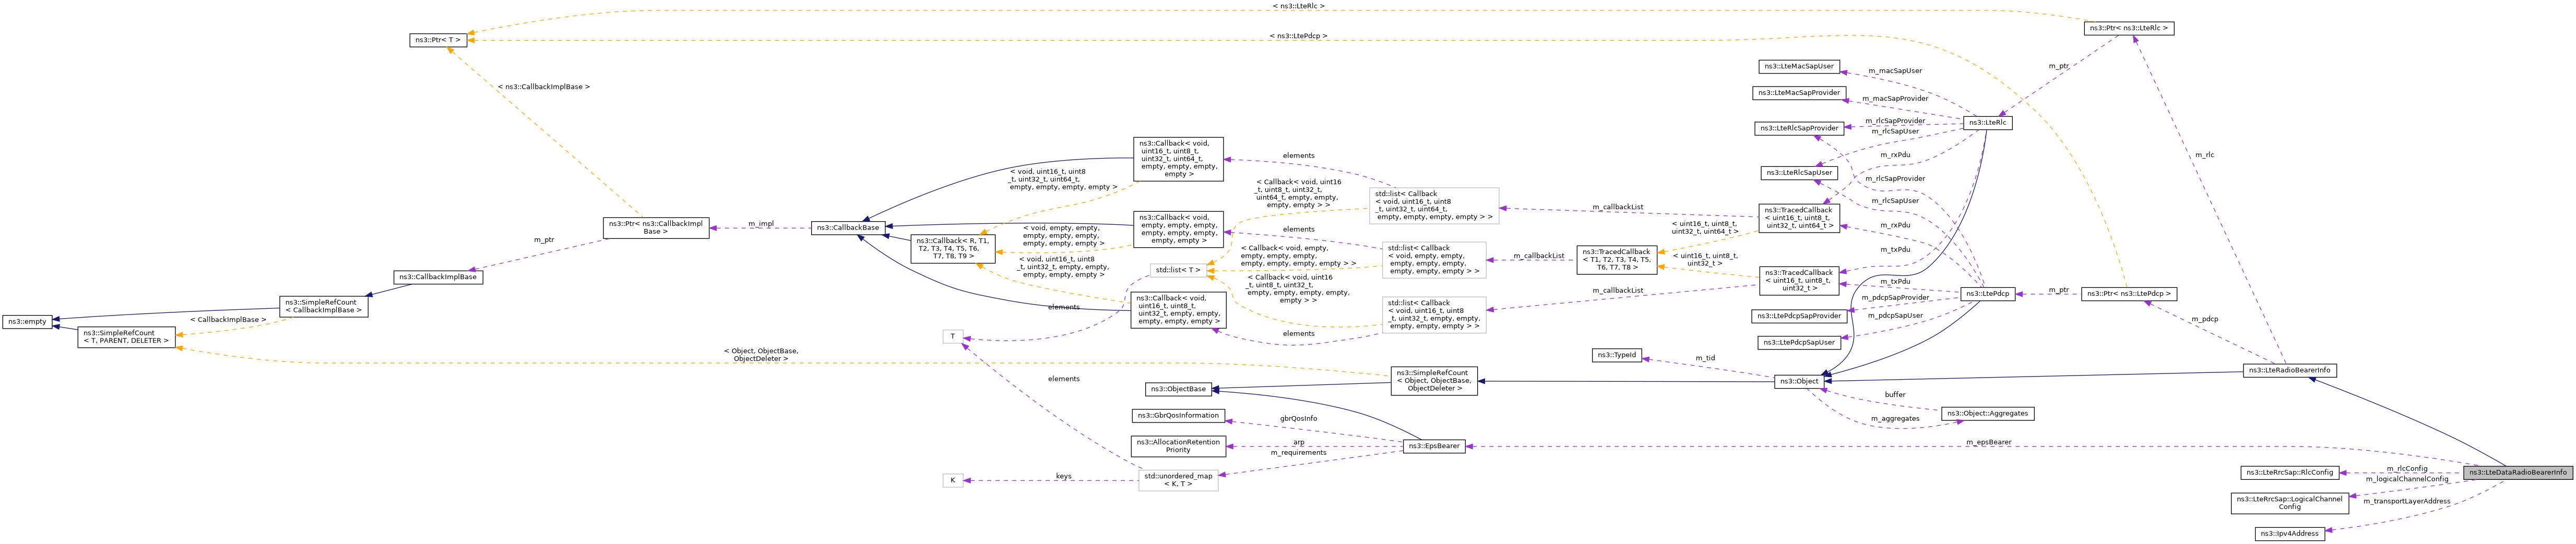 < ns3::LteRlc >
ns3::Ptr< T >
< ns3::LtePdcp >
ns3::Ptr< ns3::LteRlc >
m_ptr
ns3::LteMacSapUser
m_macSapUser
< ns3::CallbackImplBase >
ns3::LteMacSapProvider
m_macSapProvider
ns3::LteRlcSapProvider
m_rlcSapProvider
m_rlcSapUser
ns3::LteRlc
ns3::Callback< void,
uint16_t, uint8_t,
uint32_t, uint64_t,
empty, empty, empty,
empty >
elements
m_rxPdu
m_rlc
ns3::LteRlcSapUser
m_rlcSapProvider
< void, uint16_t, uint8
_t, uint32_t, uint64_t,
empty, empty, empty, empty >
< Callback< void, uint16
_t, uint8_t, uint32_t,
uint64_t, empty, empty,
empty, empty > >
std::list< Callback
< void, uint16_t, uint8
_t, uint32_t, uint64_t,
empty, empty, empty, empty > >
m_callbackList
ns3::TracedCallback
< uint16_t, uint8_t,
uint32_t, uint64_t >
m_rlcSapUser
m_rxPdu
ns3::Ptr< ns3::CallbackImpl
Base >
m_impl
ns3::CallbackBase
ns3::Callback< void,
empty, empty, empty,
empty, empty, empty,
empty, empty >
elements
< uint16_t, uint8_t,
uint32_t, uint64_t >
m_ptr
ns3::Callback< R, T1,
T2, T3, T4, T5, T6,
T7, T8, T9 >
< void, empty, empty,
empty, empty, empty,
empty, empty, empty >
< Callback< void, empty,
empty, empty, empty,
empty, empty, empty, empty > >
std::list< Callback
< void, empty, empty,
empty, empty, empty,
empty, empty, empty > >
m_callbackList
ns3::TracedCallback
< T1, T2, T3, T4, T5,
T6, T7, T8 >
m_txPdu
< uint16_t, uint8_t,
uint32_t >
ns3::CallbackImplBase
< void, uint16_t, uint8
_t, uint32_t, empty, empty,
empty, empty, empty >
std::list< T >
< Callback< void, uint16
_t, uint8_t, uint32_t,
empty, empty, empty, empty,
empty > >
ns3::TracedCallback
< uint16_t, uint8_t,
uint32_t >
m_txPdu
ns3::LtePdcp
m_ptr
ns3::Ptr< ns3::LtePdcp >
ns3::SimpleRefCount
< CallbackImplBase >
elements
ns3::Callback< void,
uint16_t, uint8_t,
uint32_t, empty, empty,
empty, empty, empty >
std::list< Callback
< void, uint16_t, uint8
_t, uint32_t, empty, empty,
empty, empty, empty > >
m_callbackList
m_pdcpSapProvider
ns3::empty
< CallbackImplBase >
ns3::LtePdcpSapProvider
m_pdcpSapUser
m_pdcp
ns3::SimpleRefCount
< T, PARENT, DELETER >
T
elements
ns3::LtePdcpSapUser
< Object, ObjectBase,
ObjectDeleter >
ns3::TypeId
m_tid
elements
ns3::ObjectBase
ns3::SimpleRefCount
< Object, ObjectBase,
ObjectDeleter >
ns3::Object
ns3::LteRadioBearerInfo
buffer
ns3::Object::Aggregates
m_aggregates
ns3::GbrQosInformation
gbrQosInfo
ns3::AllocationRetention
Priority
arp
ns3::EpsBearer
m_epsBearer
m_requirements
K
keys
std::unordered_map
< K, T >
ns3::LteRrcSap::RlcConfig
m_rlcConfig
ns3::LteDataRadioBearerInfo
m_logicalChannelConfig
ns3::LteRrcSap::LogicalChannel
Config
m_transportLayerAddress
ns3::Ipv4Address